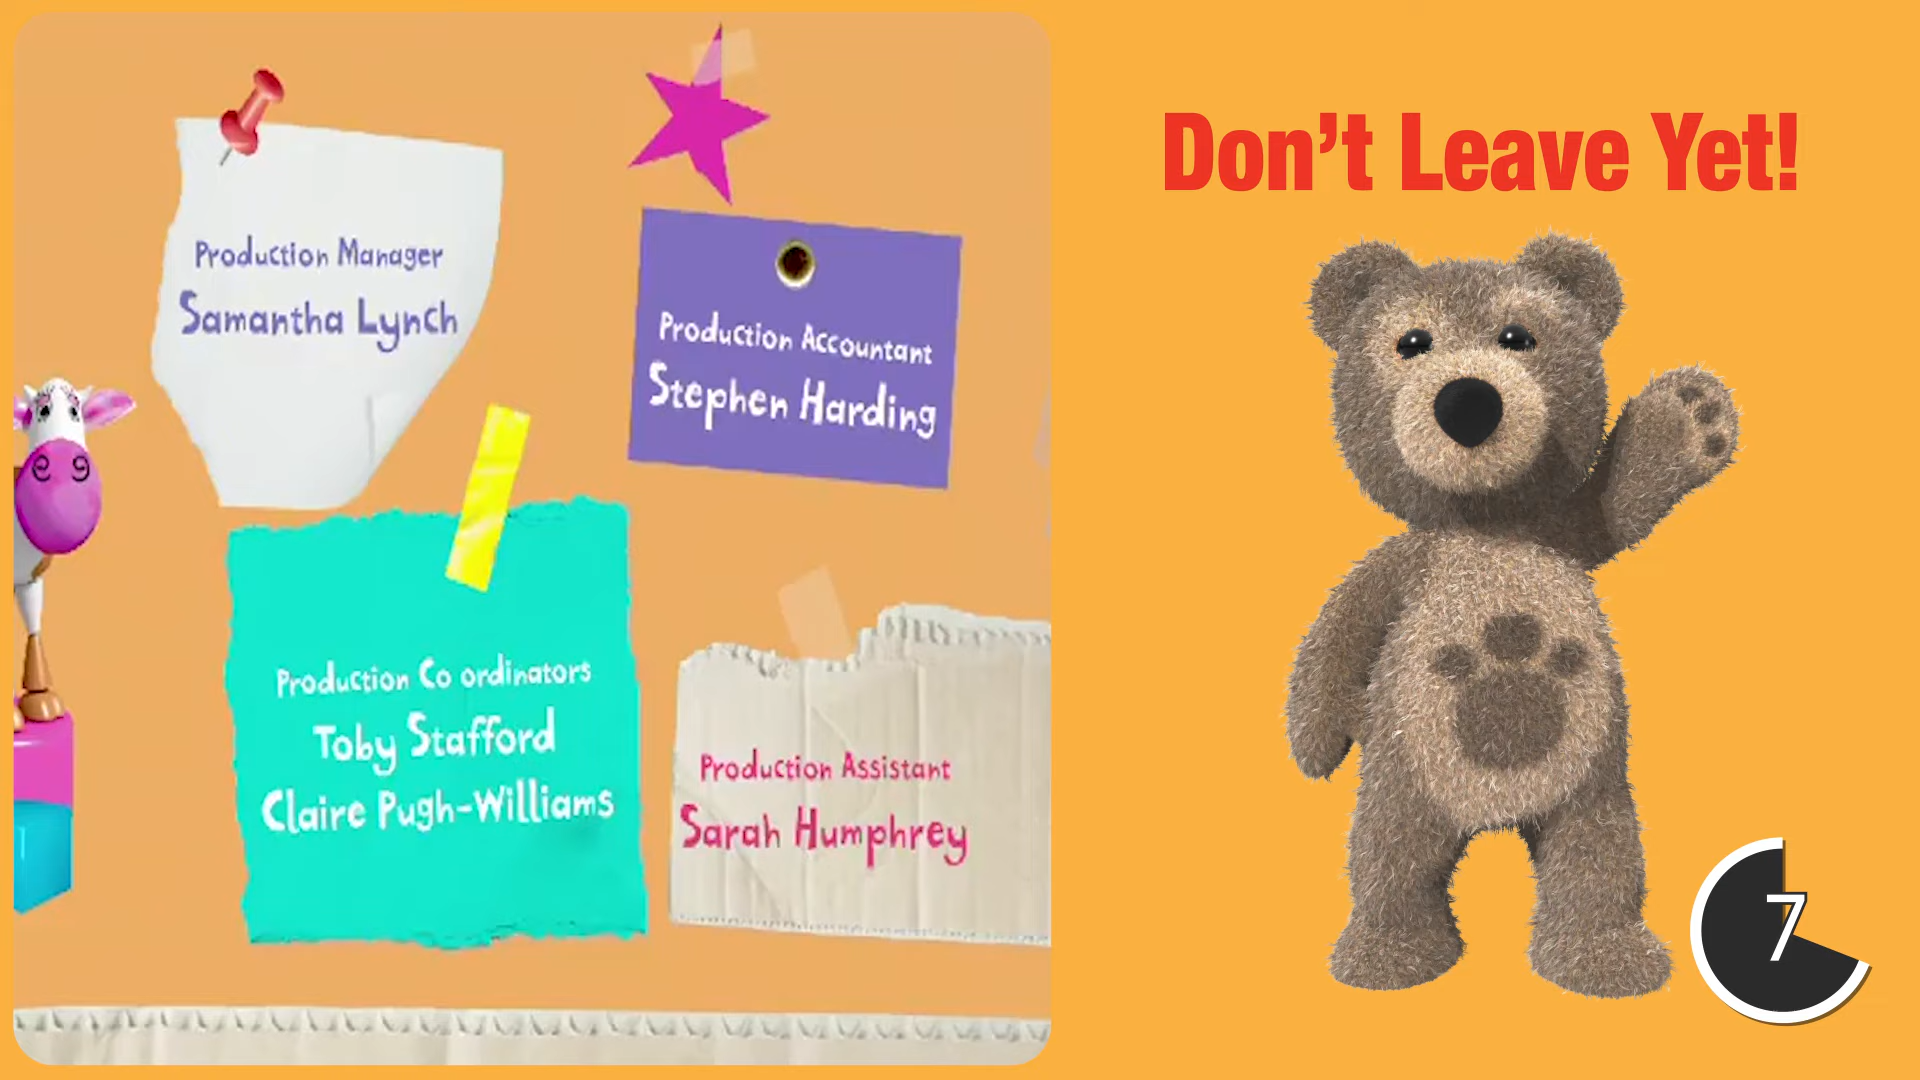 Production Manager
Samantha Lynch
Production Accountant
Stephen Harding
Production Co ordinators
Toby Stafford
Claire Pugh-Williams
Production Assistant
Sarah Humphrey
Don't Leave Yet!
7